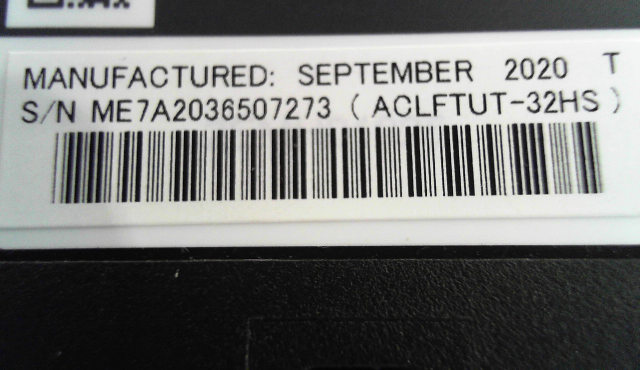 MANUFACTURED: SEPTEMBER 2020 T
S/N ME7A2036507273 ( ACLFTUT-32HS )